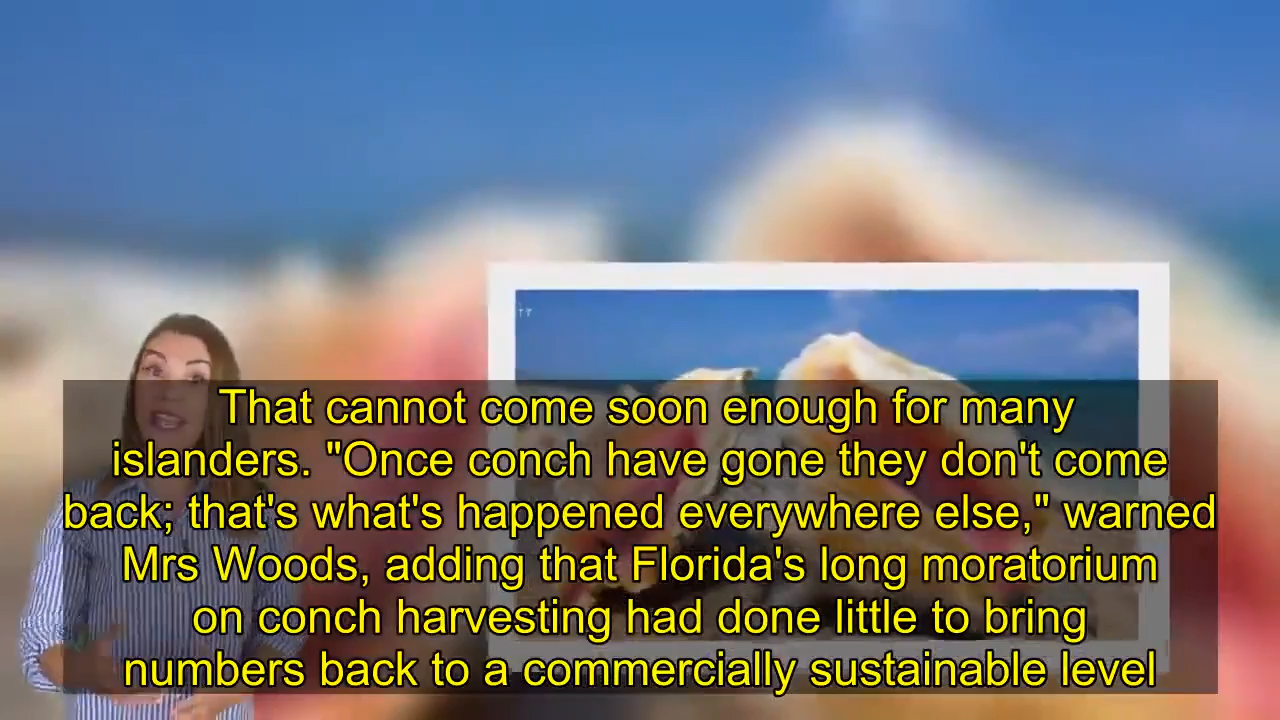 That cannot come soon enough for many
islanders. "Once conch have gone they don't come
back; that's what's happened everywhere else," warned
Mrs Woods, adding that Florida's long moratorium
on conch harvesting had done little to bring
numbers back to a commercially sustainable level